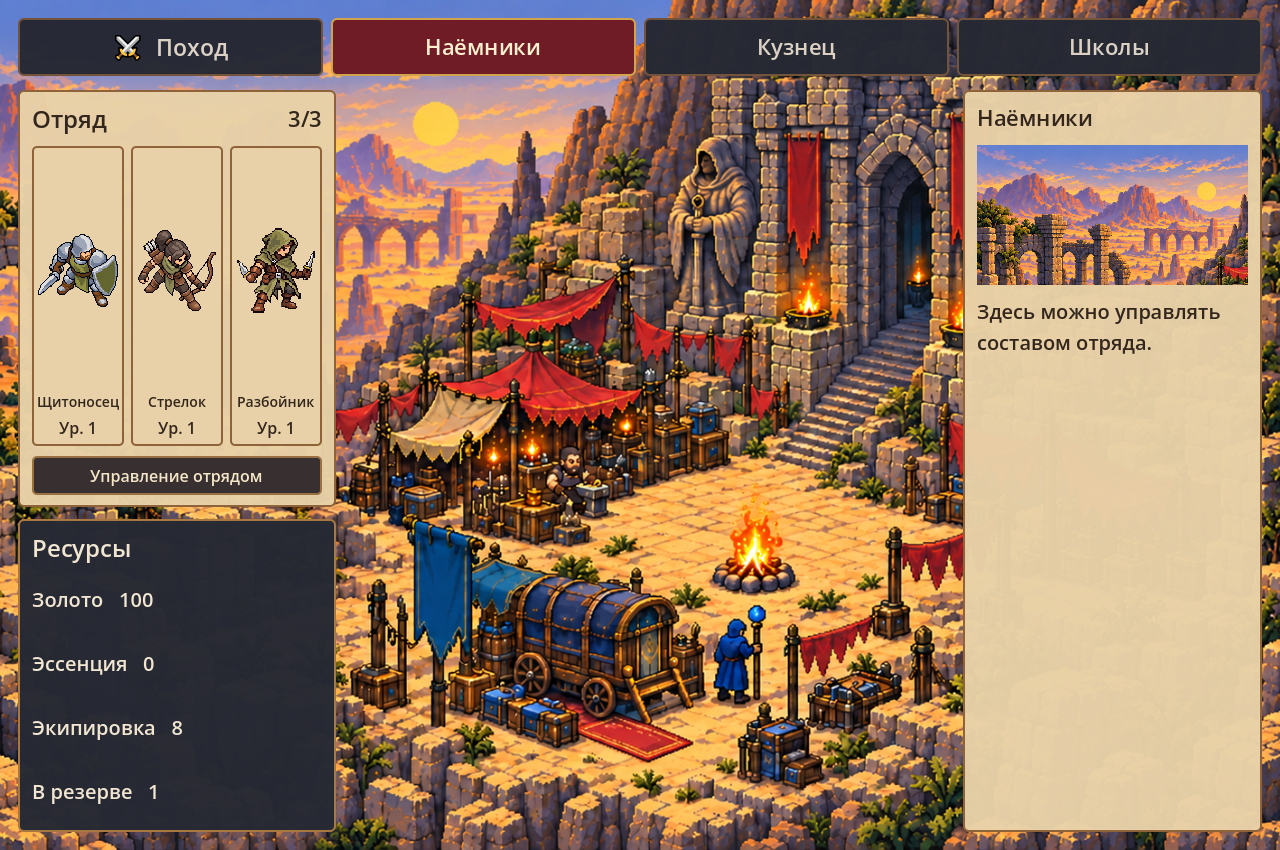 Поход
Наёмники
Кузнец
Школы
Отряд 3/3
Щитоносец
Ур. 1
Стрелок
Ур. 1
Разбойник
Ур. 1
Управление отрядом
Ресурсы
Золото 100
Эссенция 0
Экипировка 8
В резерве 1
Наёмники
Здесь можно управлять
составом отряда.